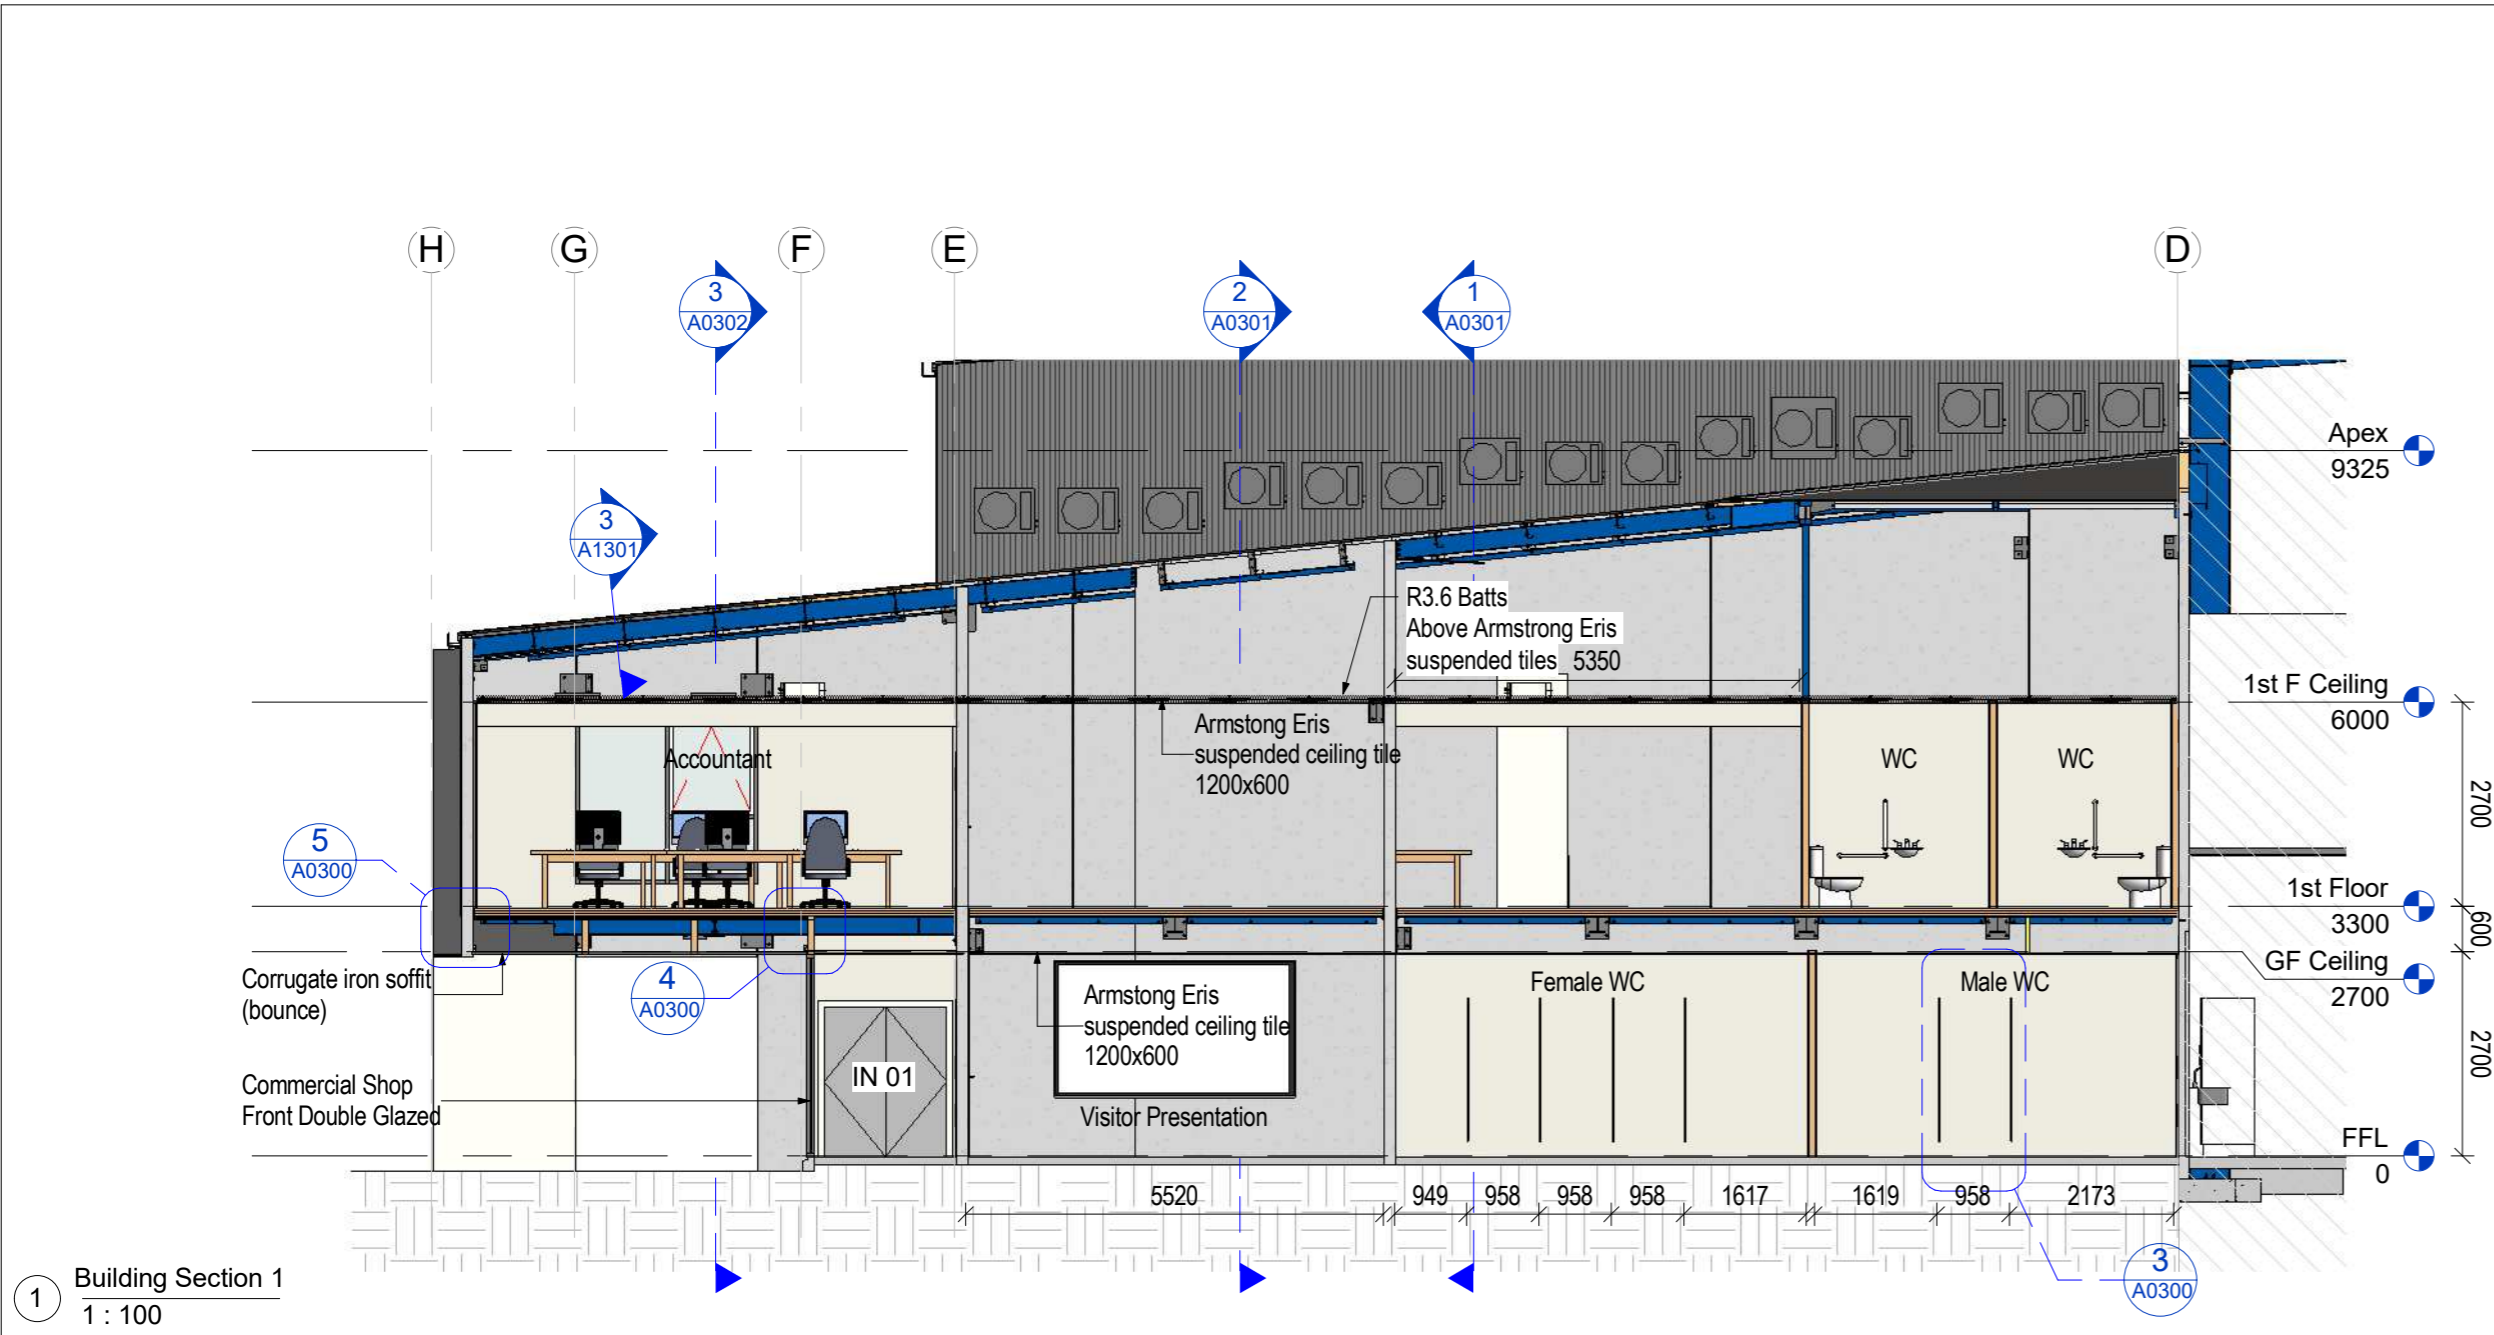 H
G
F
E
D
3
A0302
2
A0301
1
A0301
Apex
9325
3
A1301
R3.6 Batts
Above Armstrong Eris
suspended tiles 5350
1st F Ceiling
6000
Armstong Eris
suspended ceiling tile
1200x600
Accountant
WC
WC
2700
5
A0300
1st Floor
3300
600
GF Ceiling
2700
Corrugate iron soffit
(bounce)
4
A0300
Female WC
Male WC
Armstong Eris
suspended ceiling tile
1200x600
IN 01
Commercial Shop
Front Double Glazed
Visitor Presentation
2700
FFL
0
5520
949
958
958
958
1617
1619
958
2173
3
A0300
1
Building Section 1
1 : 100